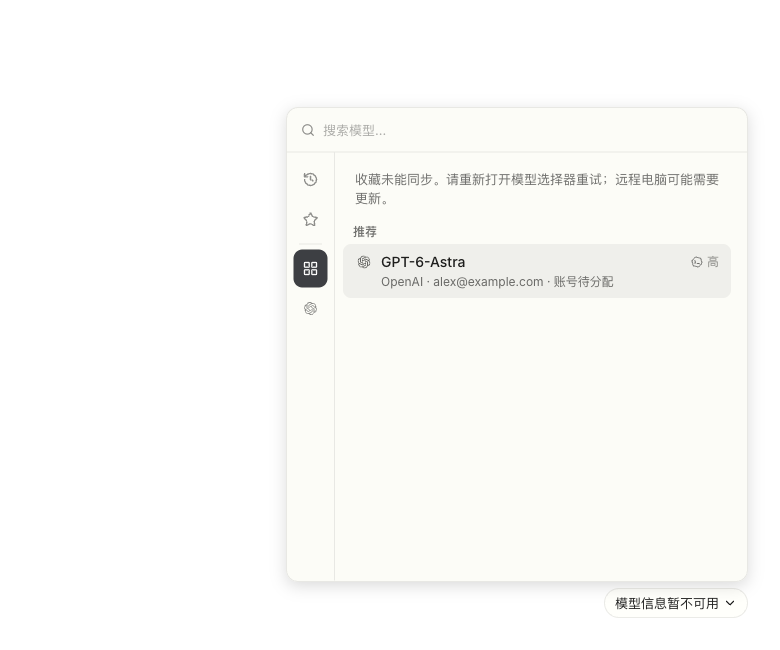 搜索模型...
收藏未能同步。请重新打开模型选择器重试；远程电脑可能需要
更新。
推荐
GPT-6-Astra
高
OpenAI · alex@example.com · 账号待分配
模型信息暂不可用